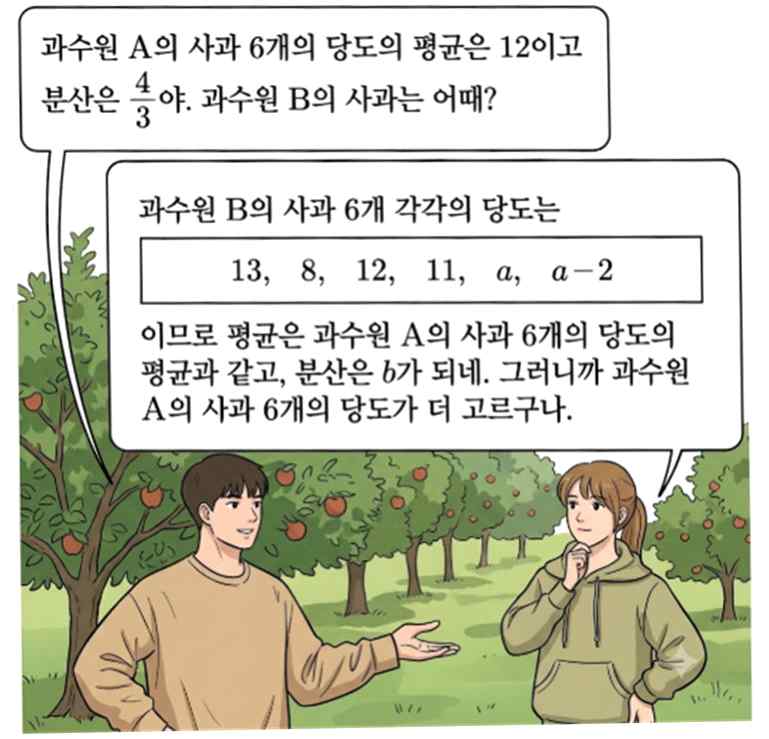 과수원 A의 사과 6개의 당도의 평균은 12이고
분산은 4/3야. 과수원 B의 사과는 어때?
과수원 B의 사과 6개 각각의 당도는
13, 8, 12, 11, a, a-2
이므로 평균은 과수원 A의 사과 6개의 당도의
평균과 같고, 분산은 b가 되네. 그러니까 과수원
A의 사과 6개의 당도가 더 고르구나.